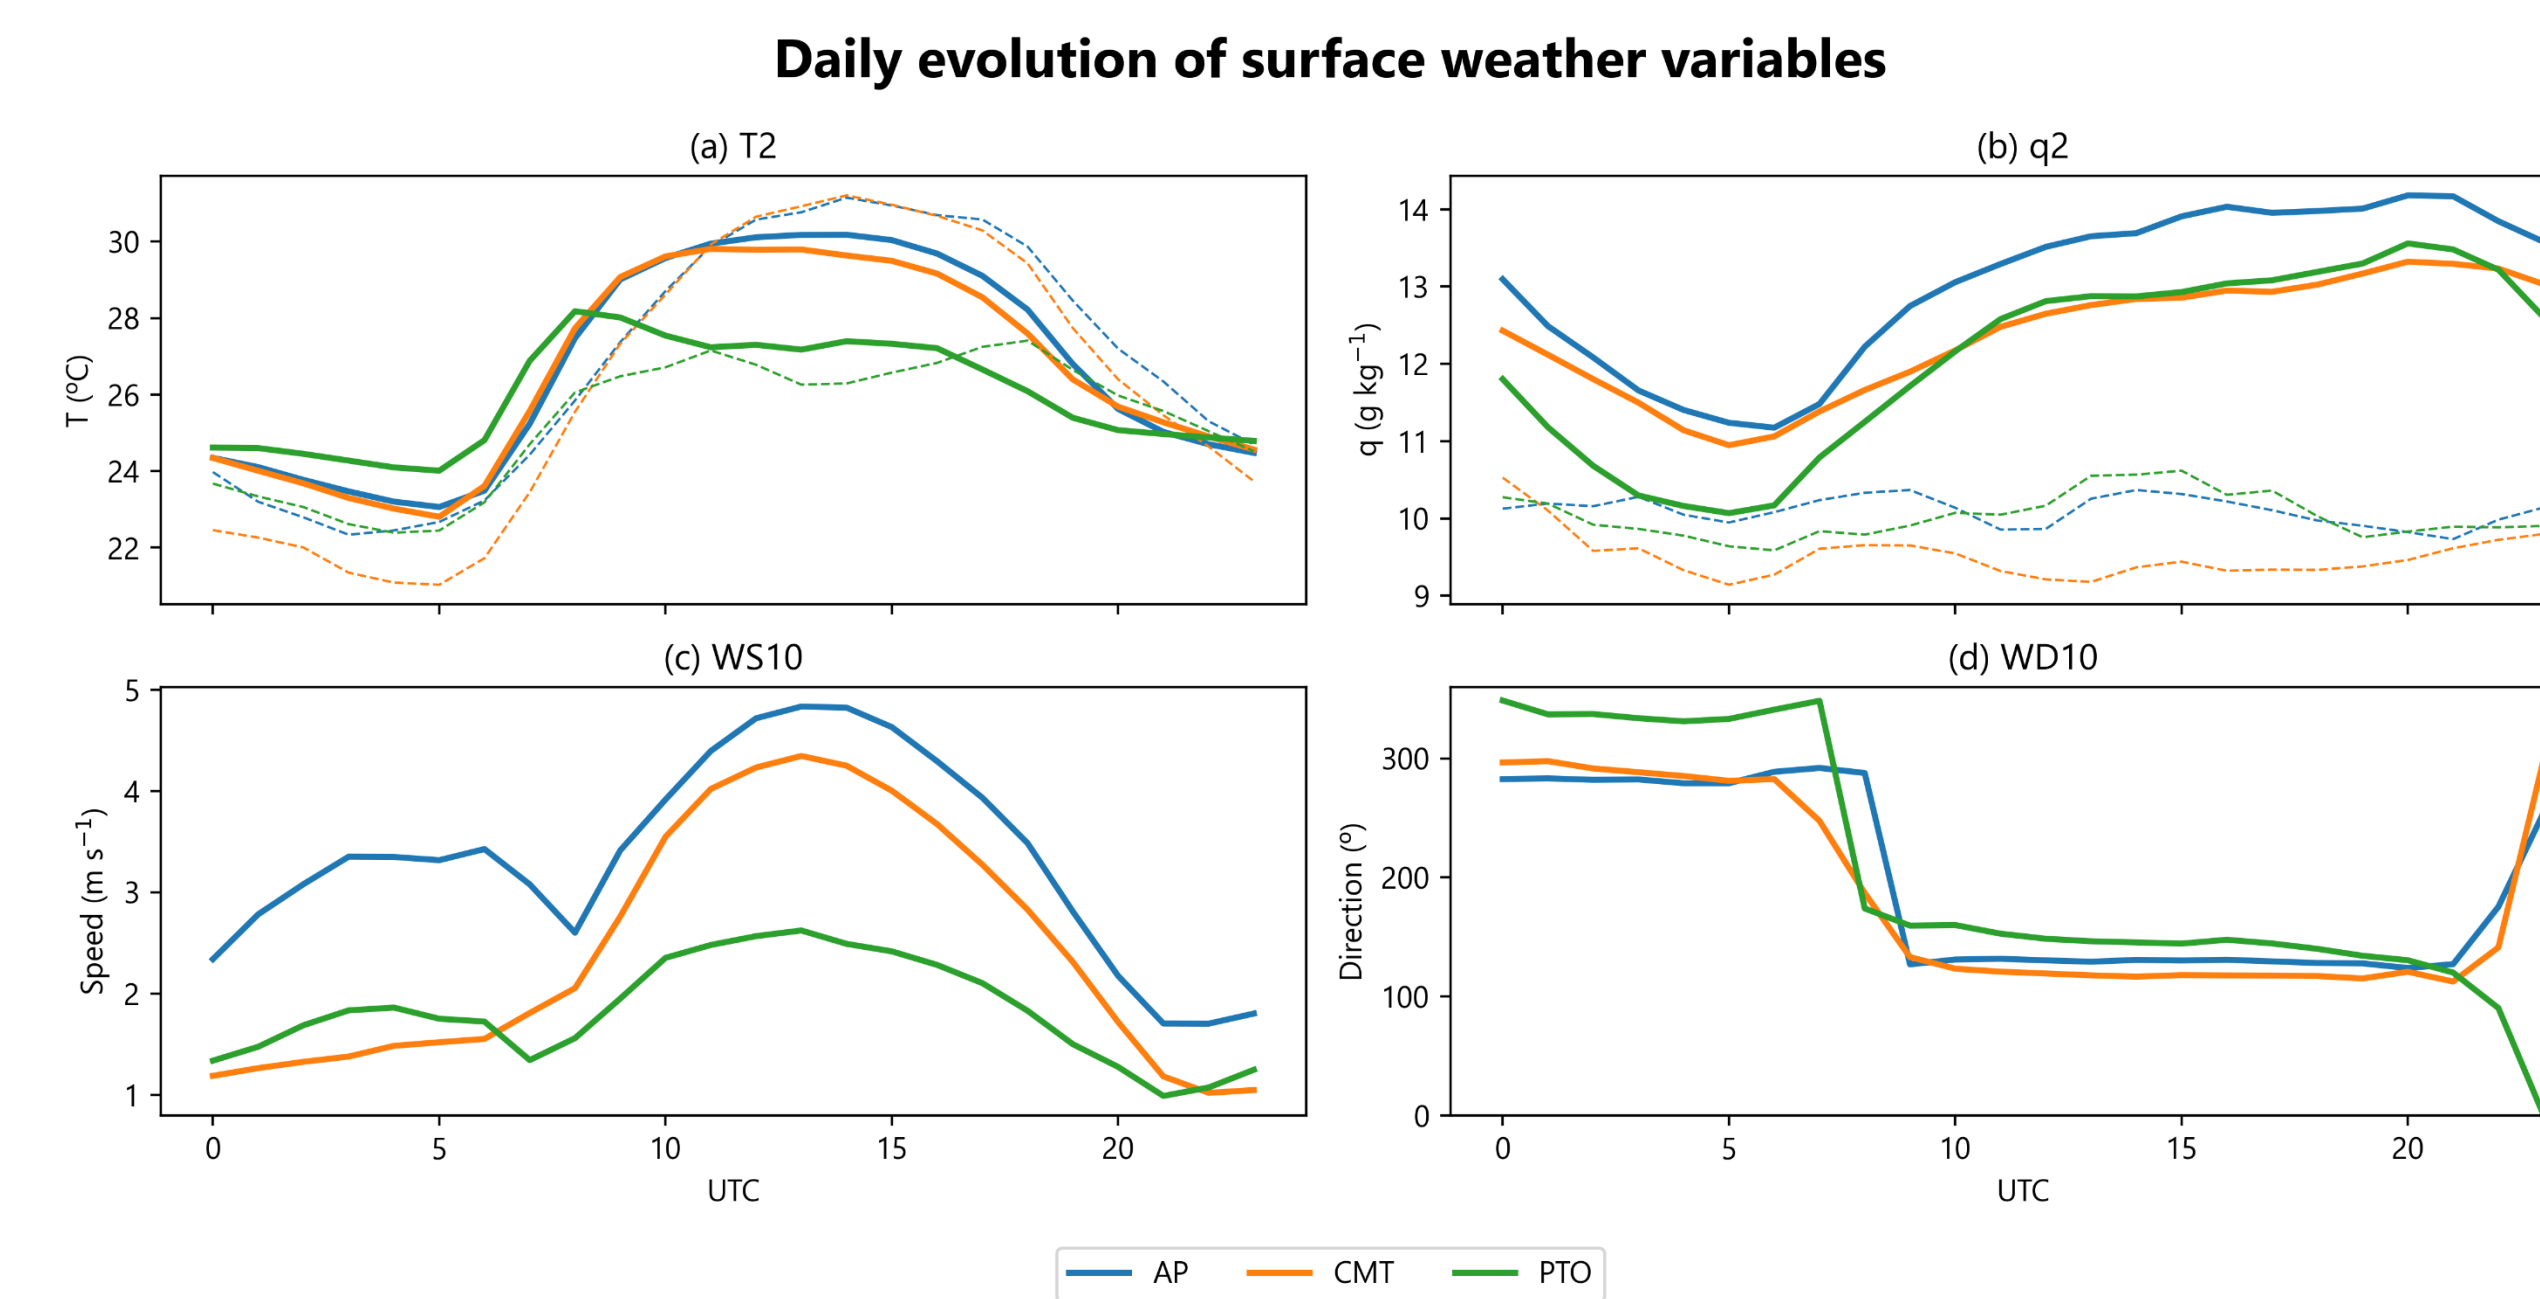 Daily evolution of surface weather variables
(a) T2
(b) q2
30
28
26
24
22
T (ºC)
14
13
12
11
10
9
q (g kg⁻¹)
(c) WS10
(d) WD10
5
4
3
2
1
Speed (m s⁻¹)
300
200
100
0
Direction (º)
0 5 10 15 20
0 5 10 15 20
UTC
UTC
AP CMT PTO